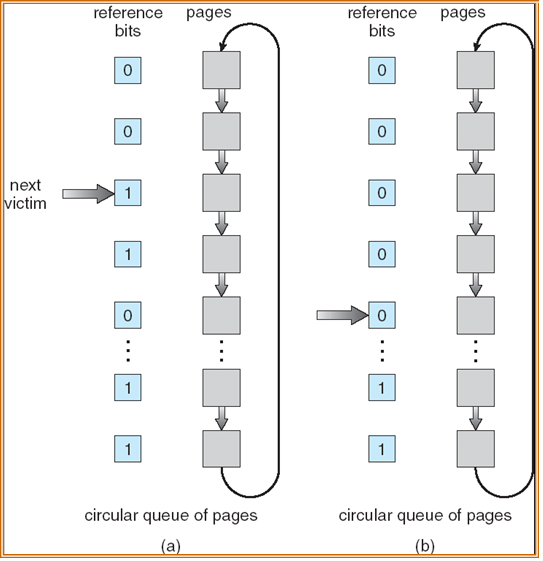 reference pages
bits
0
0
next
victim
1
1
0
1
1
circular queue of pages
(a)
reference pages
bits
0
0
0
0
0
1
1
circular queue of pages
(b)